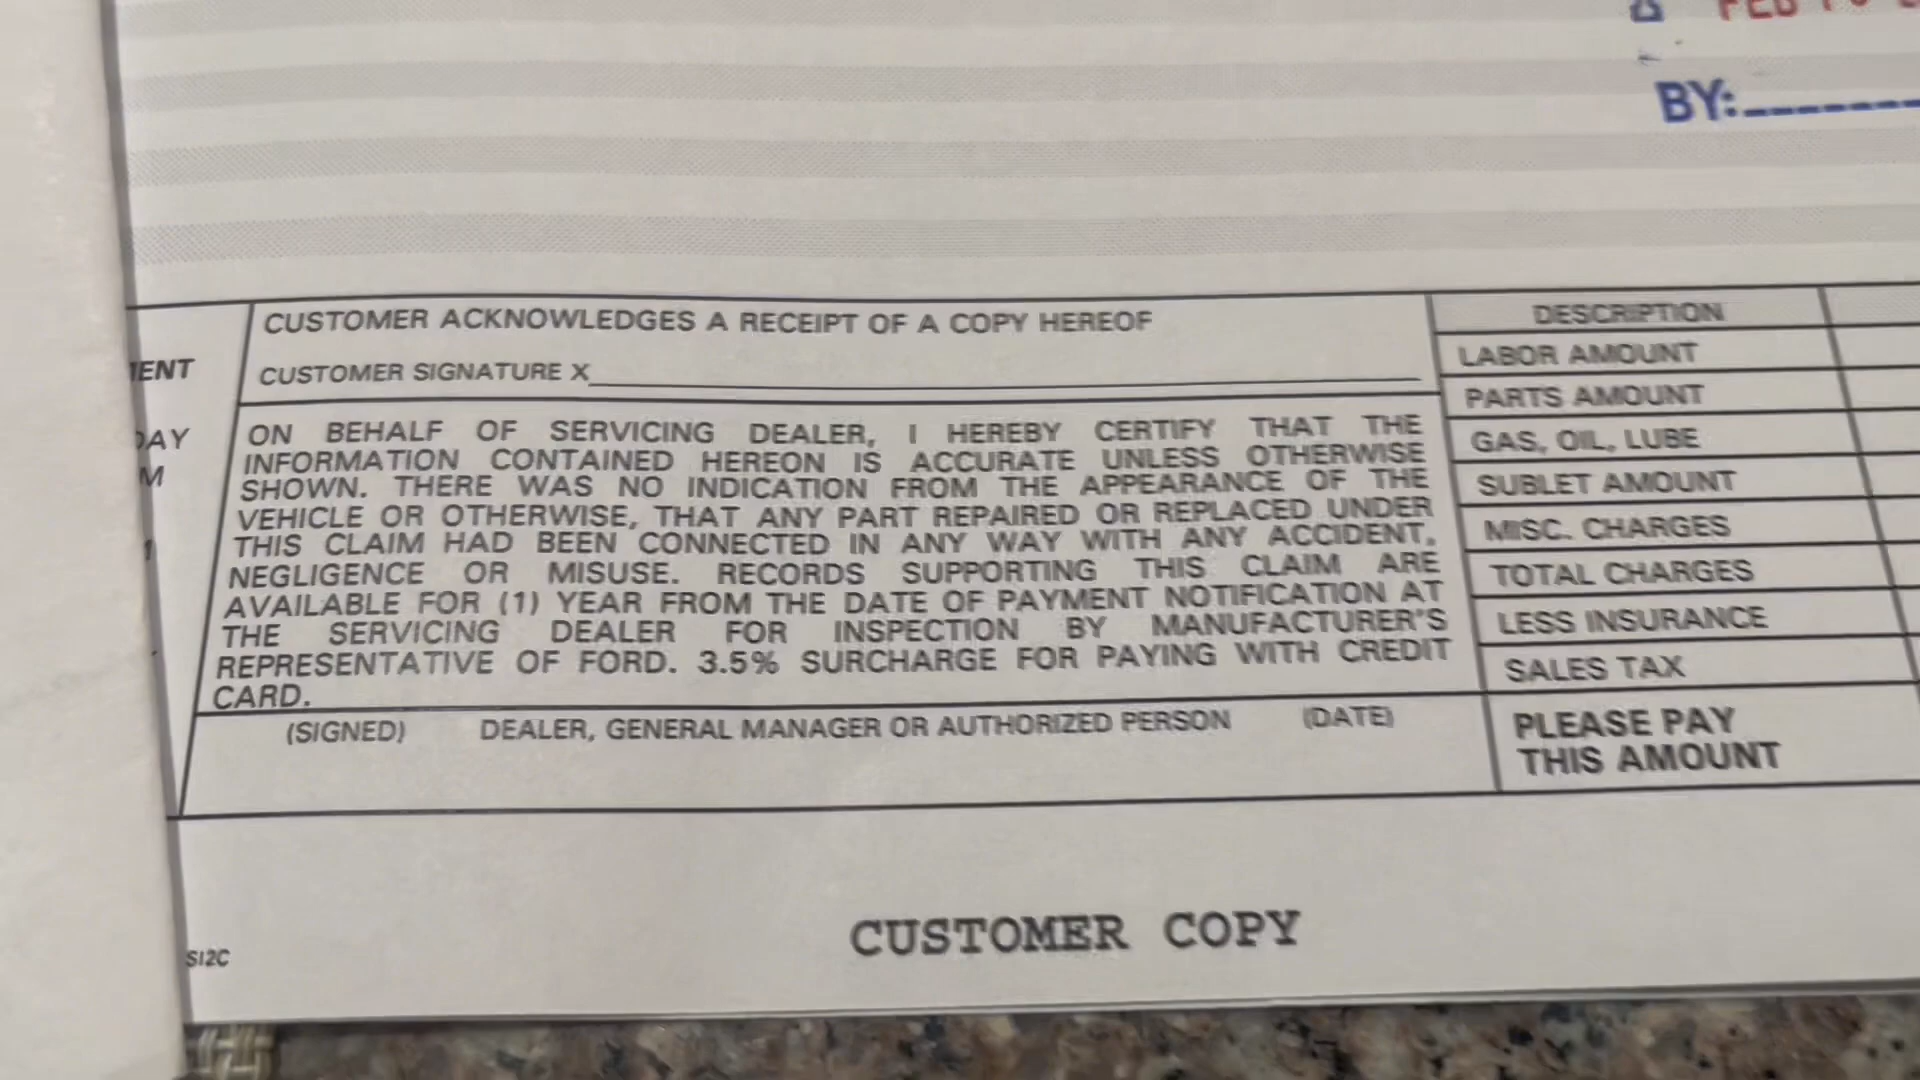 FEB
BY:
CUSTOMER ACKNOWLEDGES A RECEIPT OF A COPY HEREOF
CUSTOMER SIGNATURE X
DAY
M
ON BEHALF OF SERVICING DEALER, I HEREBY CERTIFY THAT THE
INFORMATION CONTAINED HEREON IS ACCURATE UNLESS OTHERWISE
SHOWN. THERE WAS NO INDICATION FROM THE APPEARANCE OF THE
VEHICLE OR OTHERWISE, THAT ANY PART REPAIRED OR REPLACED UNDER
THIS CLAIM HAD BEEN CONNECTED IN ANY WAY WITH ANY ACCIDENT,
NEGLIGENCE OR MISUSE. RECORDS SUPPORTING THIS CLAIM ARE
AVAILABLE FOR (1) YEAR FROM THE DATE OF PAYMENT NOTIFICATION AT
THE SERVICING DEALER FOR INSPECTION BY MANUFACTURER'S
REPRESENTATIVE OF FORD. 3.5% SURCHARGE FOR PAYING WITH CREDIT
CARD.
(SIGNED) DEALER, GENERAL MANAGER OR AUTHORIZED PERSON (DATE)
DESCRIPTION
LABOR AMOUNT
PARTS AMOUNT
GAS, OIL, LUBE
SUBLET AMOUNT
MISC. CHARGES
TOTAL CHARGES
LESS INSURANCE
SALES TAX
PLEASE PAY
THIS AMOUNT
CUSTOMER COPY
SI2C